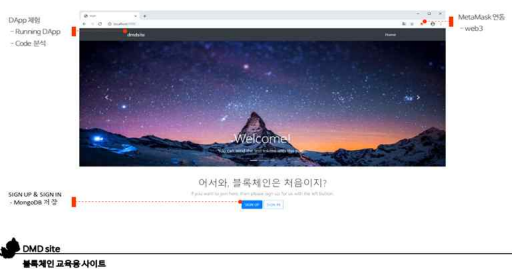 DApp 체험
- Running DApp
- Code 분석
MetaMask 연동
- web3
dmdsite
Home
Welcome!
어서와, 블록체인은 처음이지?
SIGN UP
SIGN IN
SIGN UP & SIGN IN
- MongoDB 저장
DMD site
블록체인 교육용 사이트